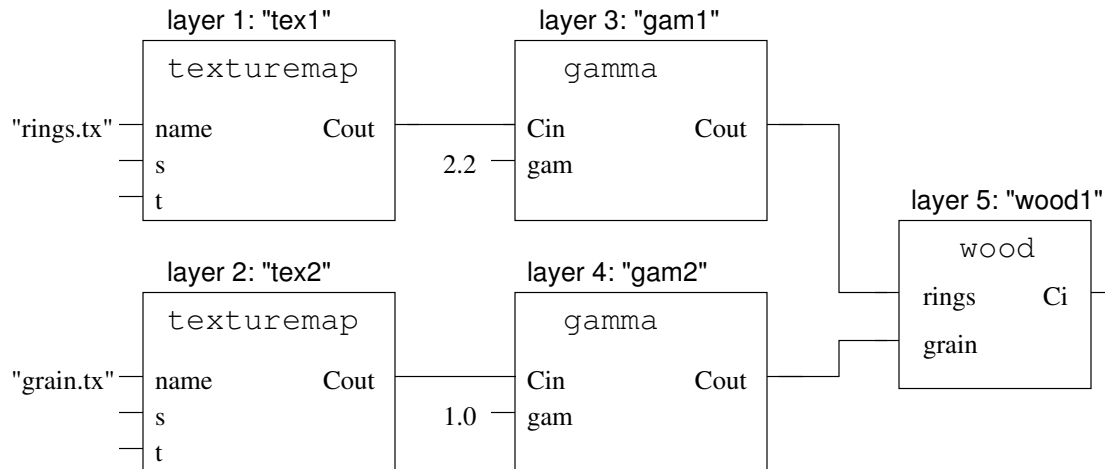 layer 1: "tex1"
layer 3: "gam1"
texturemap
gamma
"rings.tx"
name
Cout
Cin
Cout
s
2.2
gam
t
layer 5: "wood1"
wood
layer 2: "tex2"
layer 4: "gam2"
rings
Ci
texturemap
gamma
grain
"grain.tx"
name
Cout
Cin
Cout
s
1.0
gam
t